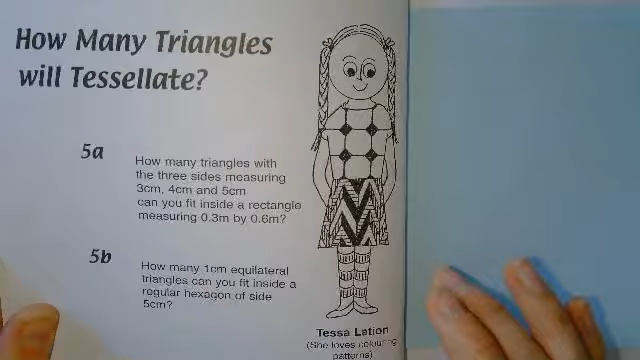 How Many Triangles
will Tessellate?
5a
How many triangles with
the three sides measuring
3cm, 4cm and 5cm
can you fit inside a rectangle
measuring 0.3m by 0.6m?
5b
How many 1cm equilateral
triangles can you fit inside a
regular hexagon of side
5cm?
Tessa Lation
(She loves colouring
patterns)